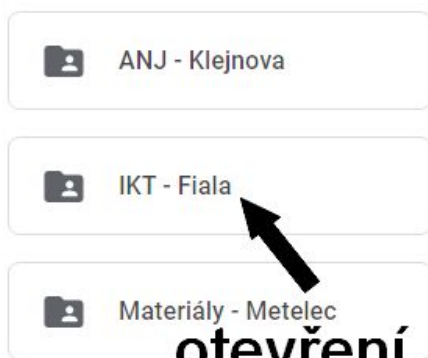 ANJ - Klejnova
IKT - Fiala
Materiály - Metelec
otevření